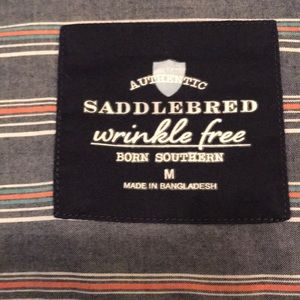 AUTHENTIC
SADDLEBRED
wrinkle free
BORN SOUTHERN
M
MADE IN BANGLADESH